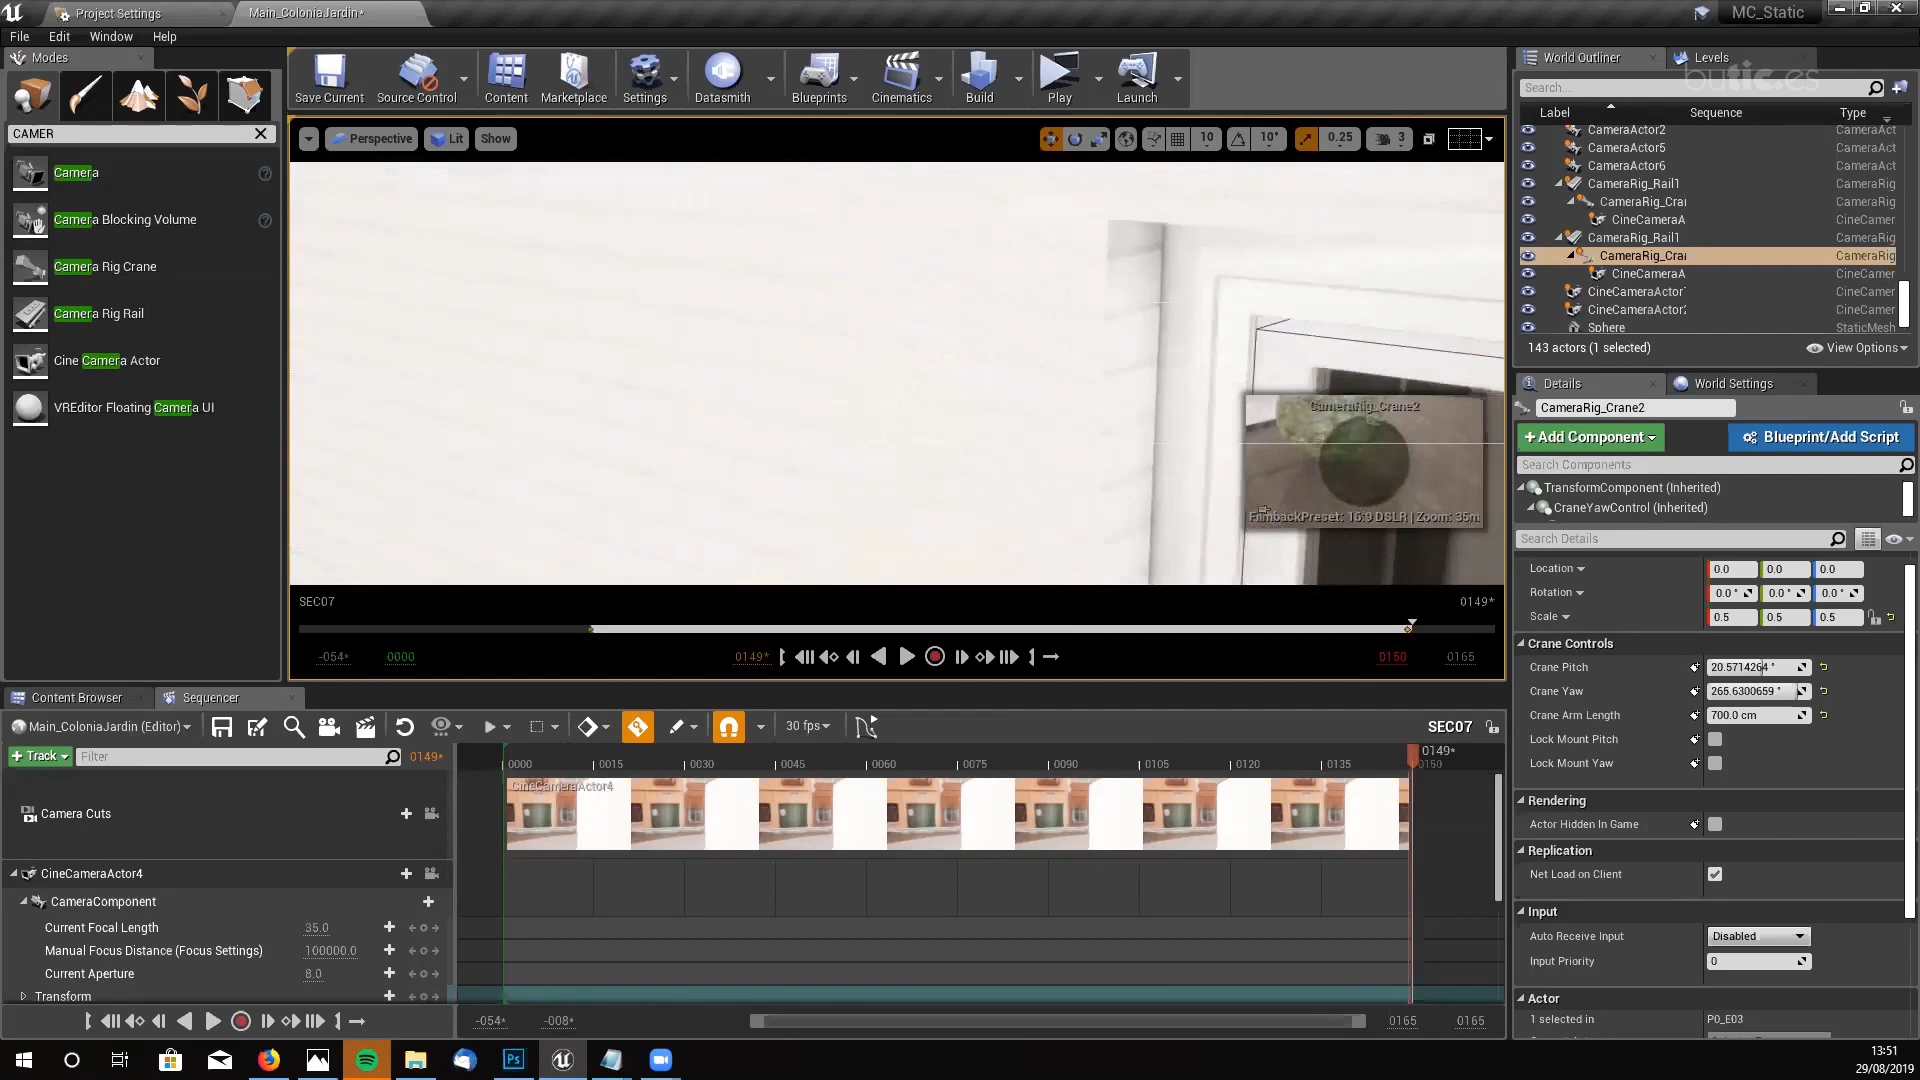 Project Settings
Main_ColoniaJardin*
MC_Static
File Edit Window Help
Modes
CAMER
Camera
Camera Blocking Volume
Camera Rig Crane
Camera Rig Rail
Cine Camera Actor
VREditor Floating Camera UI
Save Current
Source Control
Content
Marketplace
Settings
Datasmith
Blueprints
Cinematics
Build
Play
Launch
Perspective
Lit
Show
10
10°
0.25
3
CameraRig_Crane2
FilmbackPreset: 16:9 DSLR | Zoom: 35m
SEC07
0149*
-054*
0000
0149*
0150
0165
World Outliner
Levels
butic.es
Search...
Label Sequence Type
CameraActor2 CameraAct
CameraActor5 CameraAct
CameraActor6 CameraAct
CameraRig_Rail1 CameraRig
CameraRig_Crai CameraRig
CineCameraA CineCamer
CameraRig_Rail1 CameraRig
CameraRig_Crai CameraRig
CineCameraA CineCamer
CineCameraActor CineCamer
CineCameraActor2 CineCamer
Sphere StaticMesh
143 actors (1 selected)
View Options
Details
World Settings
CameraRig_Crane2
+Add Component
Blueprint/Add Script
Search Components
TransformComponent (Inherited)
CraneYawControl (Inherited)
Search Details
Location 0.0 0.0 0.0
Rotation 0.0 ° 0.0 ° 0.0 °
Scale 0.5 0.5 0.5
Crane Controls
Crane Pitch 20.5714264 °
Crane Yaw 265.6300659 °
Crane Arm Length 700.0 cm
Lock Mount Pitch
Lock Mount Yaw
Rendering
Actor Hidden In Game
Replication
Net Load on Client
Input
Auto Receive Input Disabled
Input Priority 0
Actor
1 selected in P0_E03
Content Browser
Sequencer
Main_ColoniaJardin (Editor)
30 fps
SEC07
+ Track
Filter
0149*
0000 0015 0030 0045 0060 0075 0090 0105 0120 0135 0150
0149*
CineCameraActor4
Camera Cuts
CineCameraActor4
CameraComponent
Current Focal Length 35.0
Manual Focus Distance (Focus Settings) 100000.0
Current Aperture 8.0
Transform
-054*
-008*
0165
0165
Ps
13:51
29/08/2019